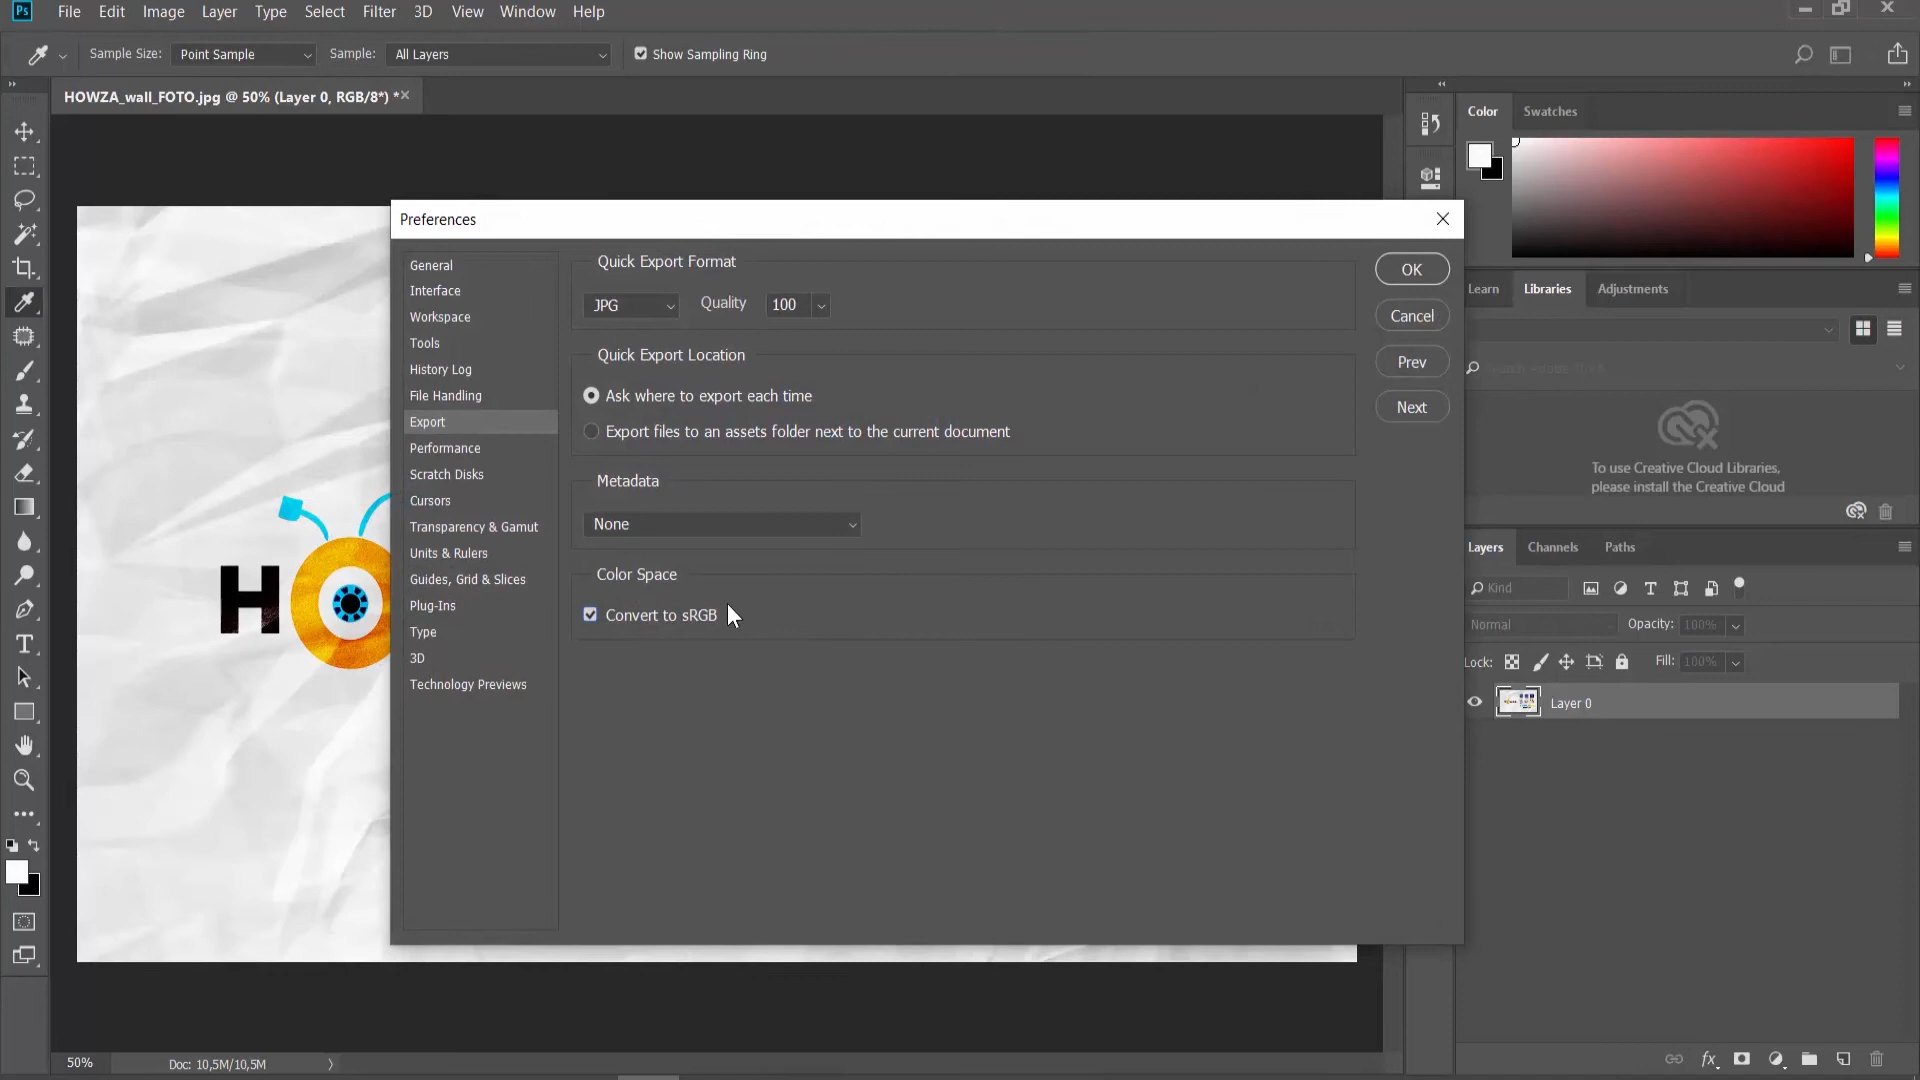 Ps File Edit Image Layer Type Select Filter 3D View Window Help
Sample Size: Point Sample Sample: All Layers Show Sampling Ring
HOWZA_wall_FOTO.jpg @ 50% (Layer 0, RGB/8*) *
Color Swatches
Preferences
General
Interface
Workspace
Tools
History Log
File Handling
Export
Performance
Scratch Disks
Cursors
Transparency & Gamut
Units & Rulers
Guides, Grid & Slices
Plug-Ins
Type
3D
Technology Previews
Quick Export Format
JPG Quality 100
Quick Export Location
Ask where to export each time
Export files to an assets folder next to the current document
Metadata
None
Color Space
Convert to sRGB
OK
Cancel
Prev
Next
H
Learn Libraries Adjustments
To use Creative Cloud Libraries,
please install the Creative Cloud
Layers Channels Paths
Kind
Normal Opacity: 100%
Lock: Fill: 100%
Layer 0
fx
50% Doc: 10,5M/10,5M